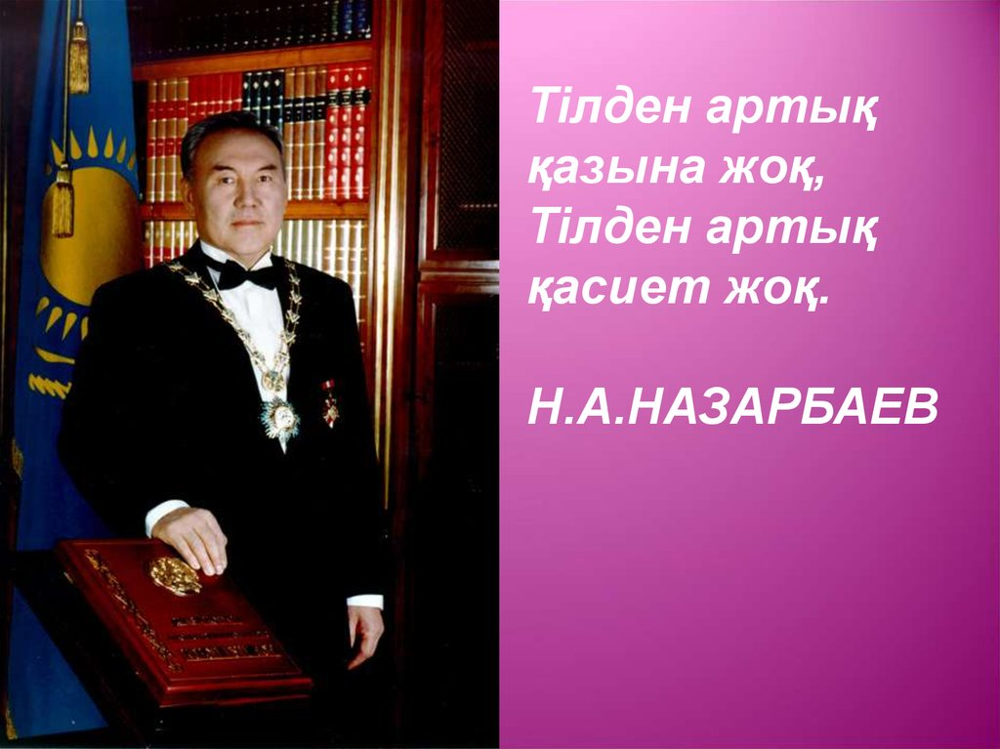 Тілден артық
қазына жоқ,
Тілден артық
қасиет жоқ.
Н.А.НАЗАРБАЕВ